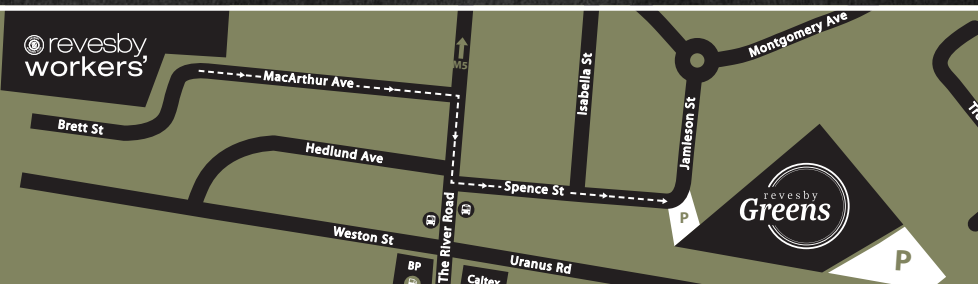 revesby
workers'
MacArthur Ave
M5
Isabella St
Montgomery Ave
Brett St
Hedlund Ave
Jamieson St
Spence St
revesby
Greens
P
P
The River Road
Weston St
Uranus Rd
BP
Caltex